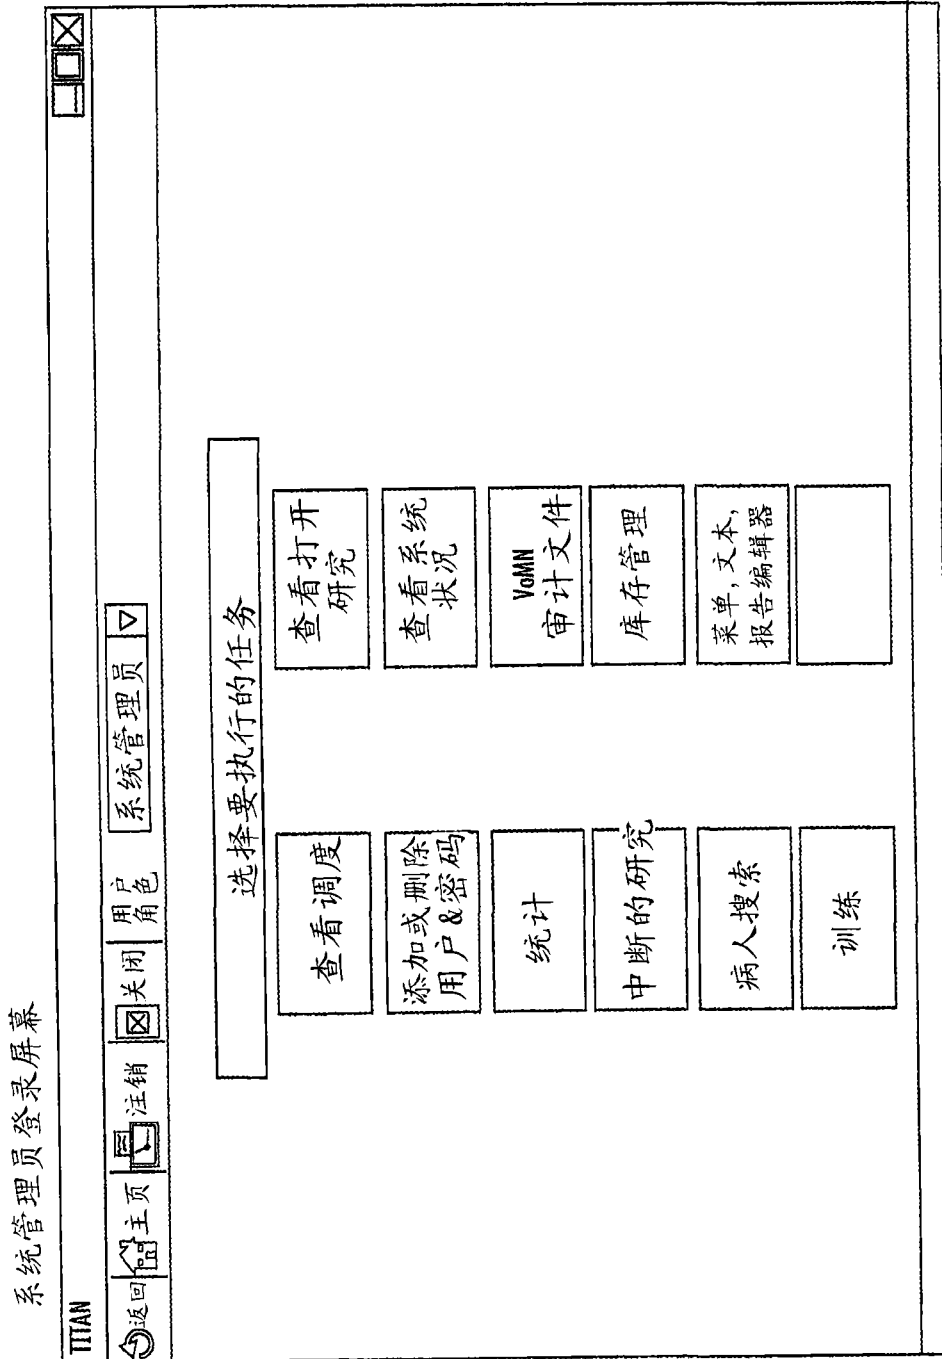 系统管理员登录屏幕
TITAN
返回 主页 注销 关闭 用户角色 系统管理员
选择要执行的任务
查看调度
添加或删除
用户&密码
统计
中断的研究
病人搜索
训练
查看打开
研究
查看系统
状况
VoMN
审计文件
库存管理
菜单,文本,
报告编辑器